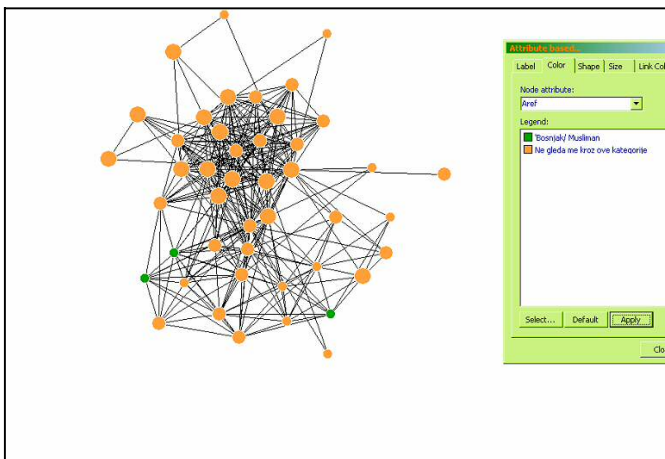 Attribute based...
Label Color Shape Size Link Col
Node attribute:
Aref
Legend:
'Bosnjak/ Musliman
Ne gleda me kroz ove kategorije
Select... Default Apply
Clo